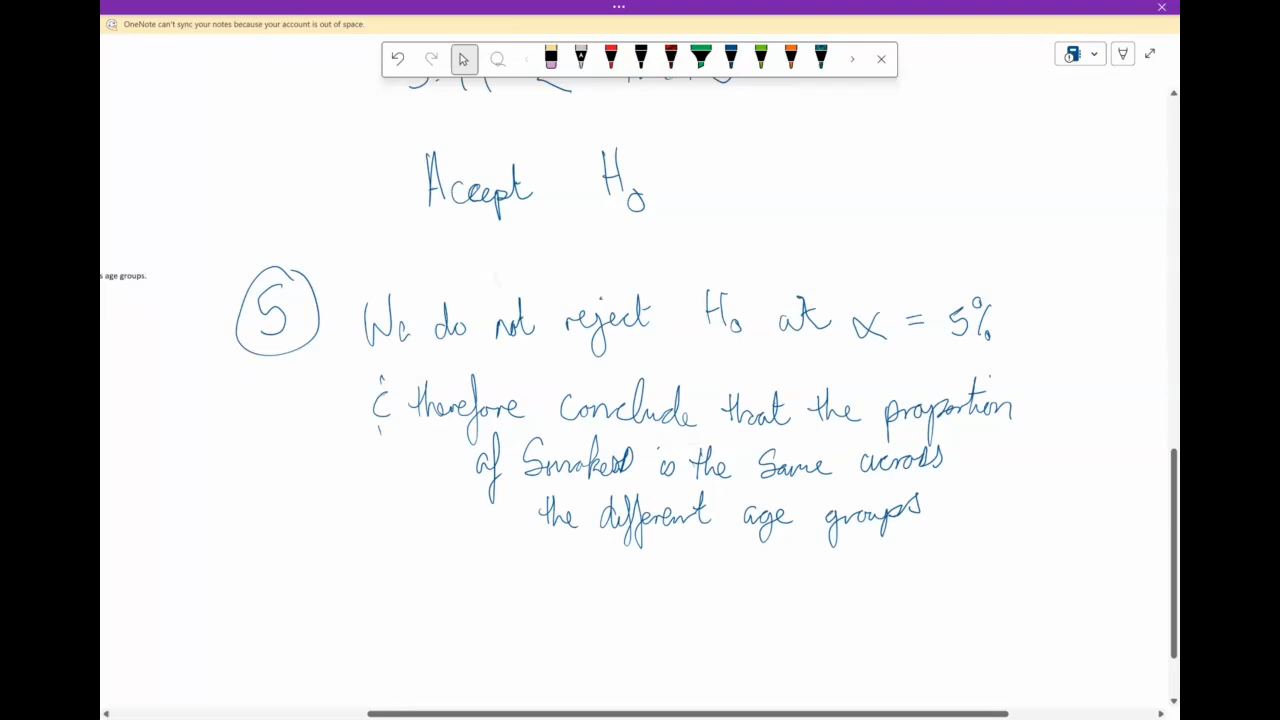 OneNote can't sync your notes because your account is out of space.
Accept H0
s age groups.
5 We do not reject H0 at α = 5%
& therefore conclude that the proportion
of Smokers is the same across
the different age groups